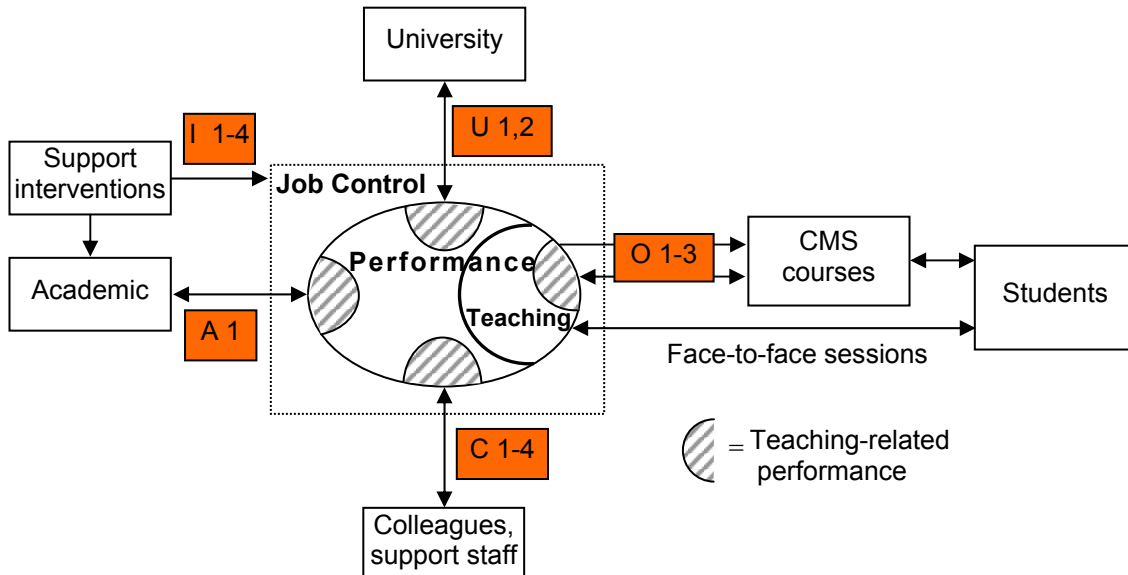 University
I 1-4
U 1,2
Support
interventions
Job Control
Performance
O 1-3
CMS
courses
Academic
Students
Teaching
A 1
Face-to-face sessions
C 1-4
= Teaching-related
performance
Colleagues,
support staff